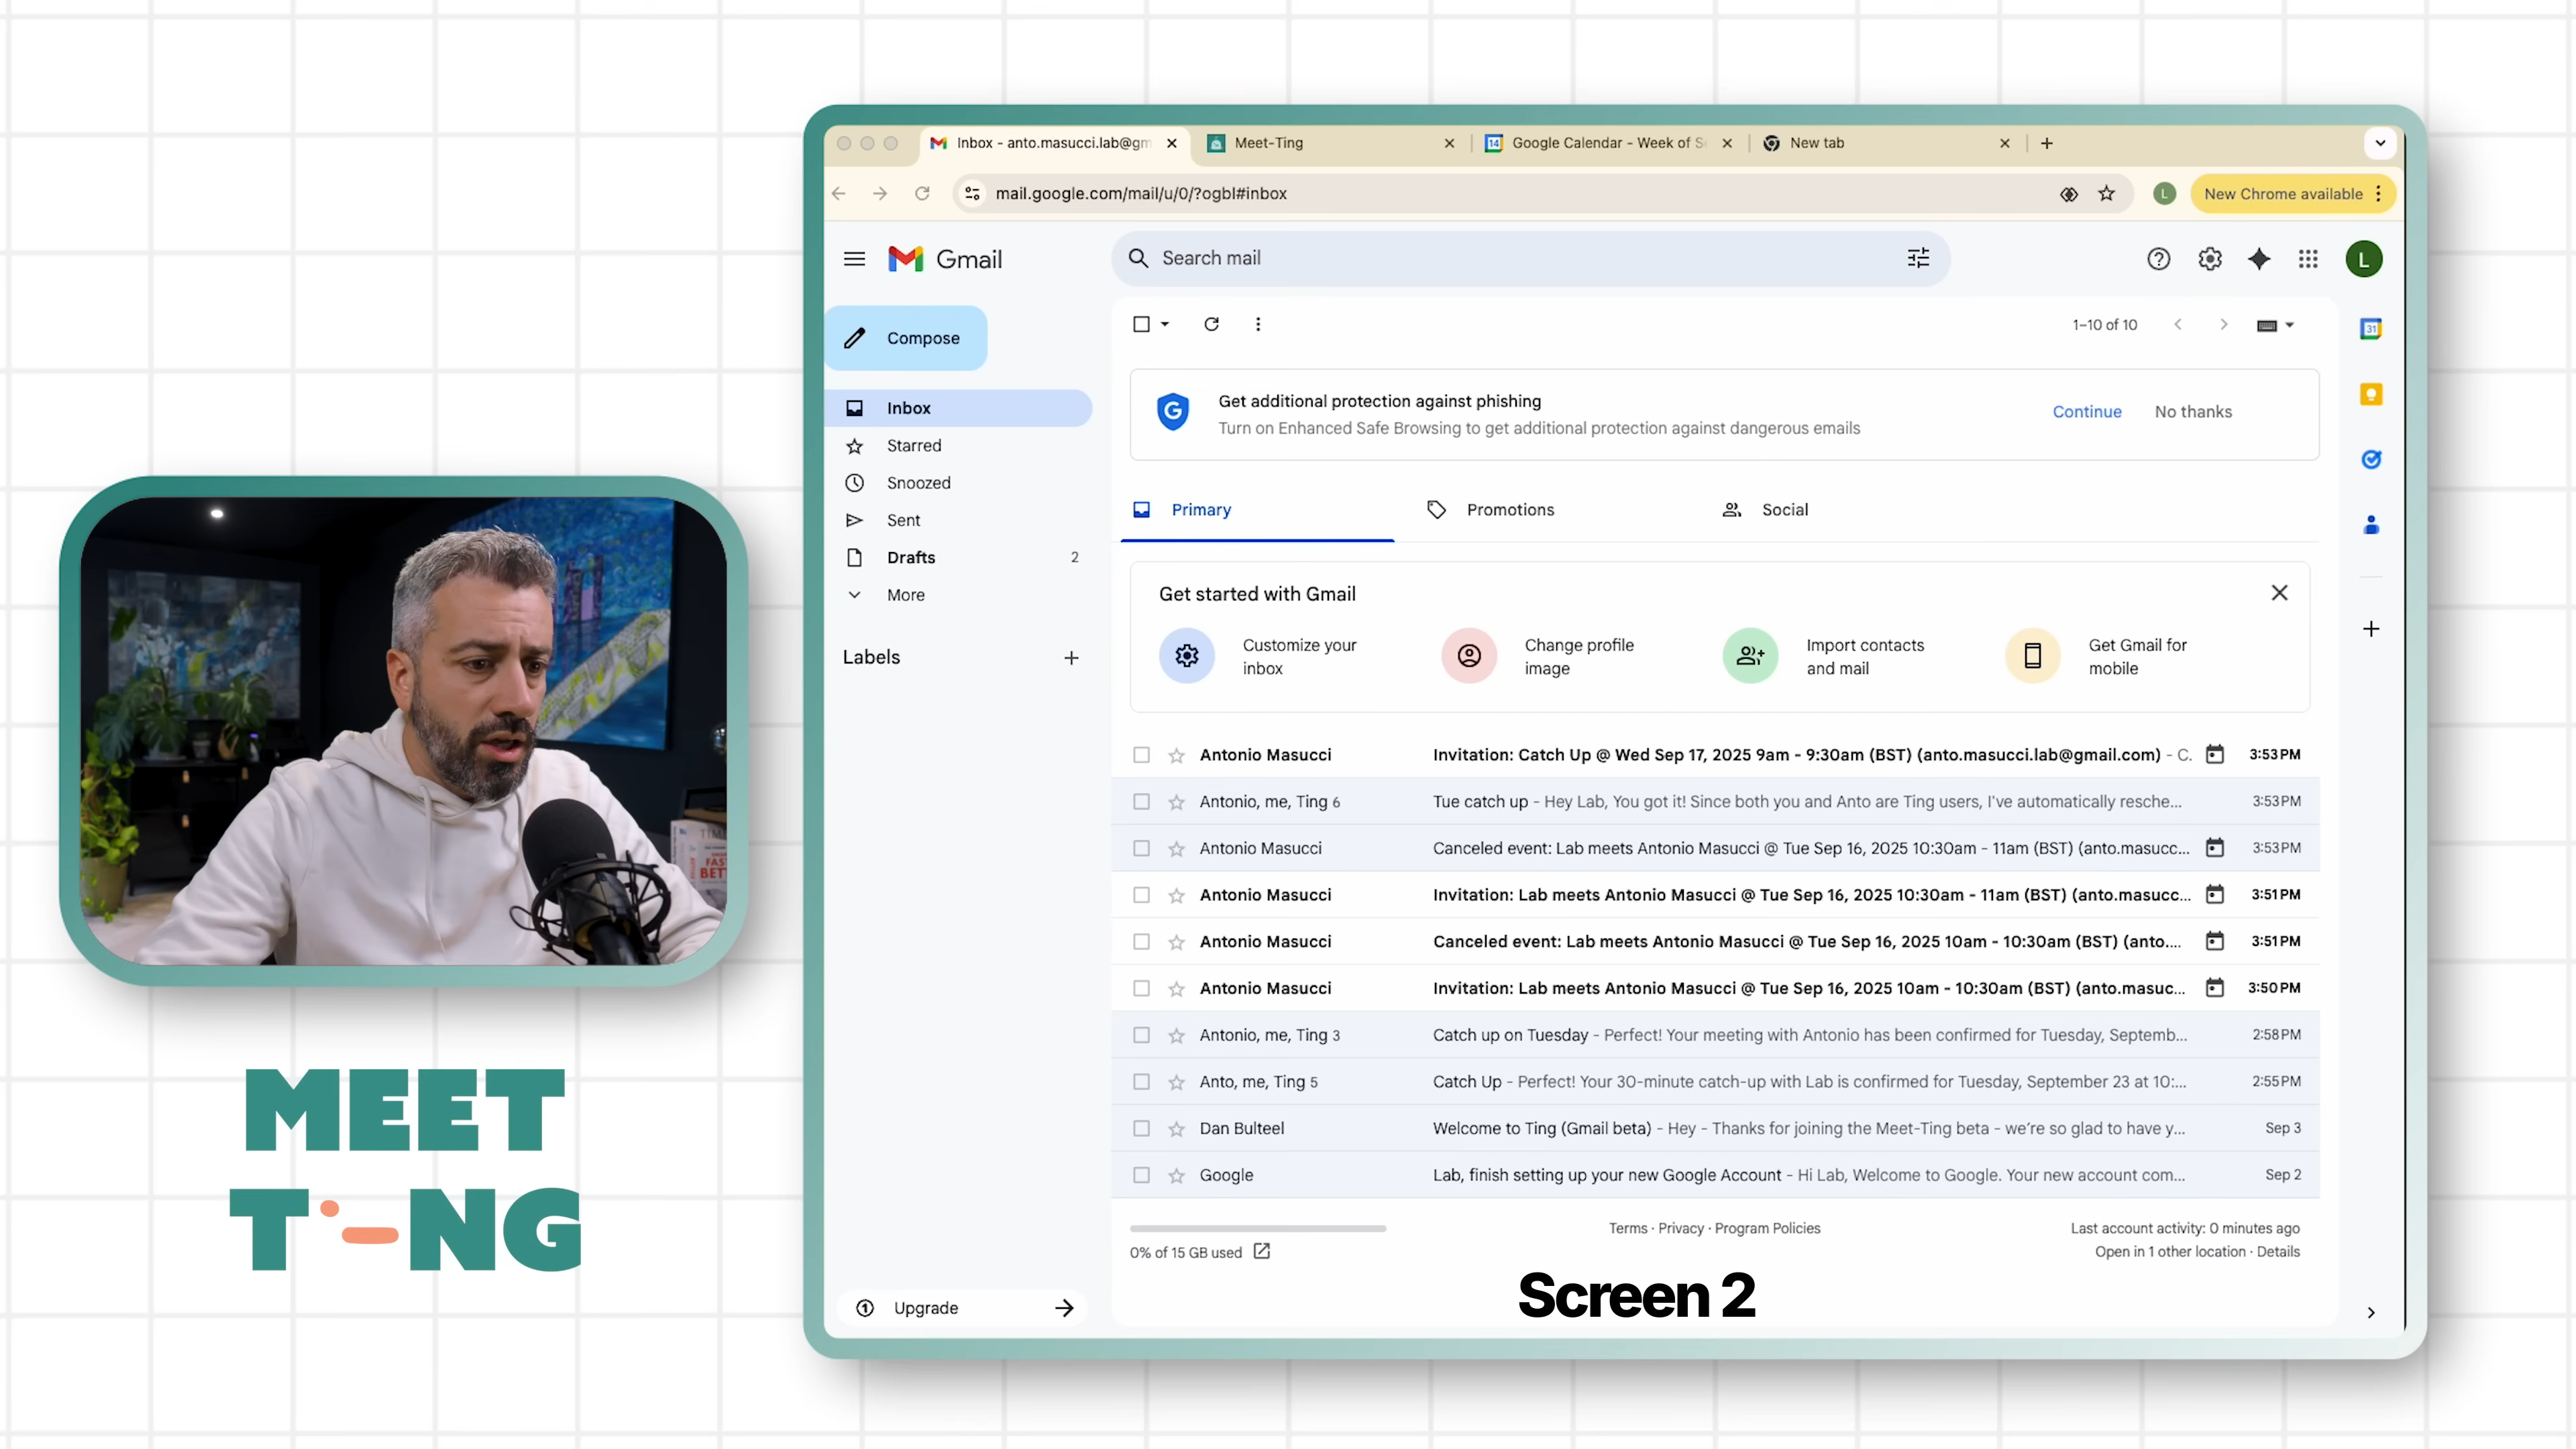 Inbox - anto.masucci.lab@gm
Meet-Ting
14
Google Calendar - Week of S
New tab
mail.google.com/mail/u/0/?ogbl#inbox
L
New Chrome available
Gmail
Search mail
L
Compose
1–10 of 10
31
G
Get additional protection against phishing
Turn on Enhanced Safe Browsing to get additional protection against dangerous emails
Continue
No thanks
Inbox
Starred
Snoozed
Sent
Drafts 2
More
Labels
Primary
Promotions
Social
Get started with Gmail
Customize your
inbox
Change profile
image
Import contacts
and mail
Get Gmail for
mobile
Antonio Masucci Invitation: Catch Up @ Wed Sep 17, 2025 9am - 9:30am (BST) (anto.masucci.lab@gmail.com) - C. 3:53 PM
Antonio, me, Ting 6 Tue catch up - Hey Lab, You got it! Since both you and Anto are Ting users, I've automatically resche... 3:53 PM
Antonio Masucci Canceled event: Lab meets Antonio Masucci @ Tue Sep 16, 2025 10:30am - 11am (BST) (anto.masucc... 3:53 PM
Antonio Masucci Invitation: Lab meets Antonio Masucci @ Tue Sep 16, 2025 10:30am - 11am (BST) (anto.masucc... 3:51 PM
Antonio Masucci Canceled event: Lab meets Antonio Masucci @ Tue Sep 16, 2025 10am - 10:30am (BST) (anto.... 3:51 PM
Antonio Masucci Invitation: Lab meets Antonio Masucci @ Tue Sep 16, 2025 10am - 10:30am (BST) (anto.masuc... 3:50 PM
Antonio, me, Ting 3 Catch up on Tuesday - Perfect! Your meeting with Antonio has been confirmed for Tuesday, Septemb... 2:58 PM
Anto, me, Ting 5 Catch Up - Perfect! Your 30-minute catch-up with Lab is confirmed for Tuesday, September 23 at 10:... 2:55 PM
Dan Bulteel Welcome to Ting (Gmail beta) - Hey - Thanks for joining the Meet-Ting beta - we're so glad to have y... Sep 3
Google Lab, finish setting up your new Google Account - Hi Lab, Welcome to Google. Your new account com... Sep 2
0% of 15 GB used
Terms · Privacy · Program Policies
Last account activity: 0 minutes ago
Open in 1 other location · Details
Upgrade
Screen 2
MEET
TING